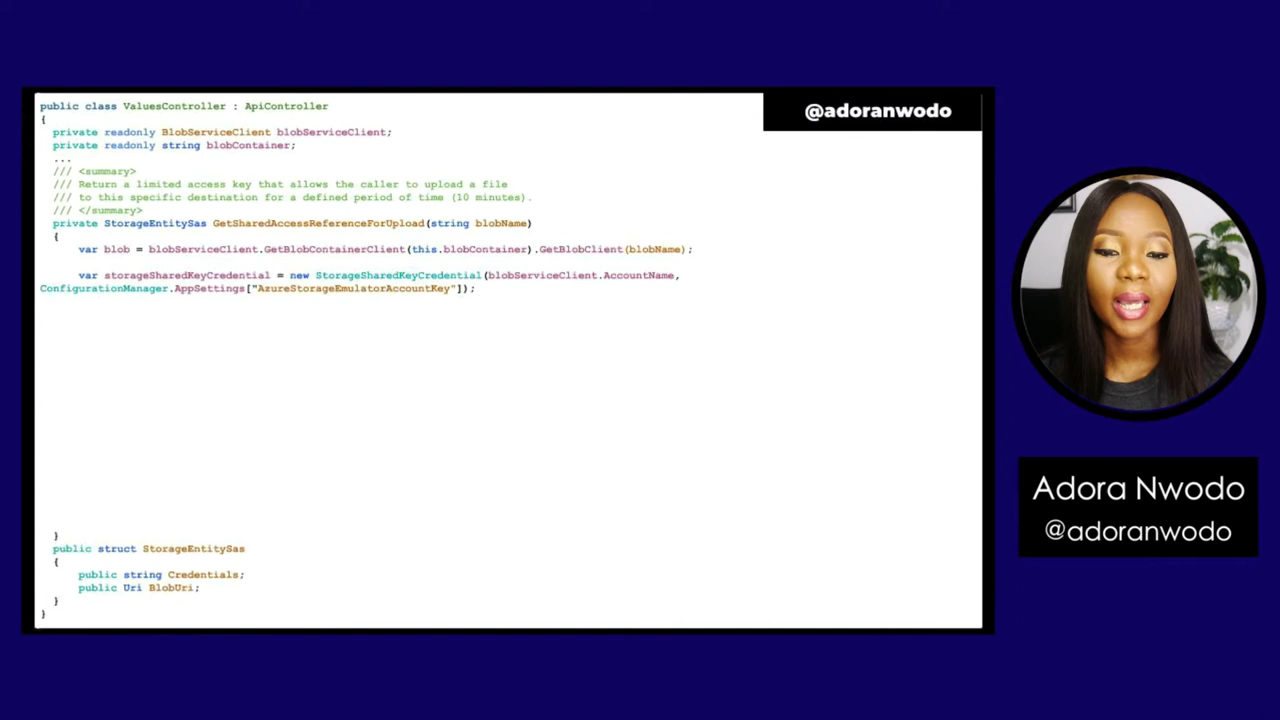 public class ValuesController : ApiController
{
private readonly BlobServiceClient blobServiceClient;
private readonly string blobContainer;
...
/// <summary>
/// Return a limited access key that allows the caller to upload a file
/// to this specific destination for a defined period of time (10 minutes).
/// </summary>
private StorageEntitySas GetSharedAccessReferenceForUpload(string blobName)
{
var blob = blobServiceClient.GetBlobContainerClient(this.blobContainer).GetBlobClient(blobName);
var storageSharedKeyCredential = new StorageSharedKeyCredential(blobServiceClient.AccountName,
ConfigurationManager.AppSettings["AzureStorageEmulatorAccountKey"]);
}
public struct StorageEntitySas
{
public string Credentials;
public Uri BlobUri;
}
}
@adoranwodo
Adora Nwodo
@adoranwodo